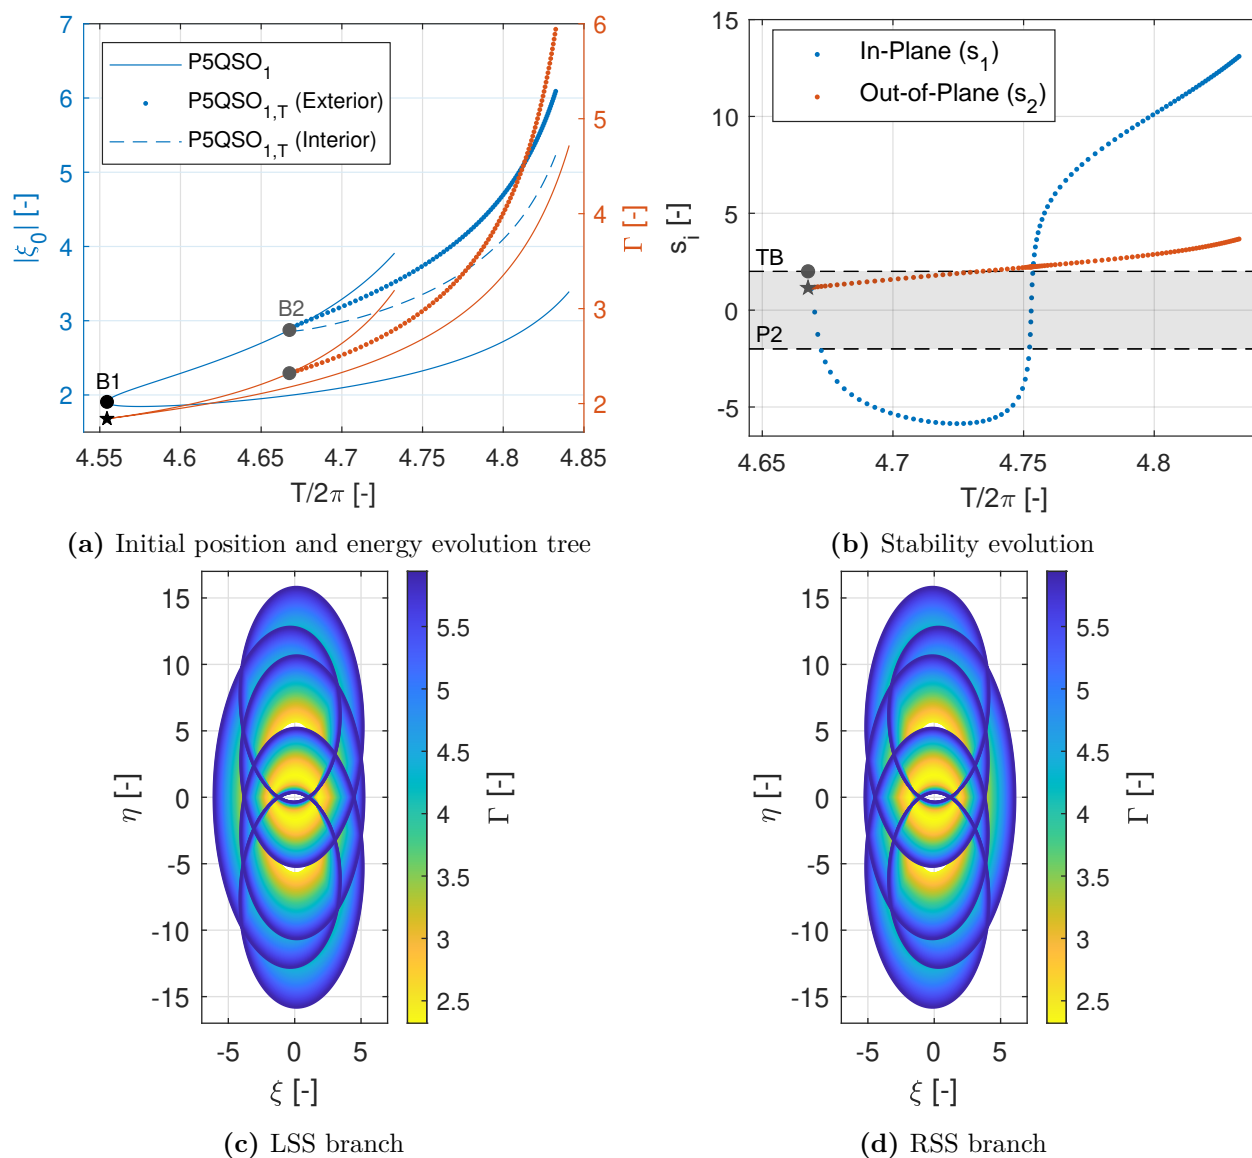 7
6
5
4
3
2
|ξ₀| [-]
P5QSO₁
P5QSO₁,T (Exterior)
P5QSO₁,T (Interior)
B1
B2
6
5
4
3
2
Γ [-]
4.55 4.6 4.65 4.7 4.75 4.8 4.85
T/2π [-]
(a) Initial position and energy evolution tree
15
10
5
0
-5
s_i [-]
In-Plane (s₁)
Out-of-Plane (s₂)
TB
P2
4.65 4.7 4.75 4.8
T/2π [-]
(b) Stability evolution
15
10
5
0
-5
-10
-15
η [-]
-5 0 5
ξ [-]
5.5
5
4.5
4
3.5
3
2.5
Γ [-]
(c) LSS branch
15
10
5
0
-5
-10
-15
η [-]
-5 0 5
ξ [-]
5.5
5
4.5
4
3.5
3
2.5
Γ [-]
(d) RSS branch